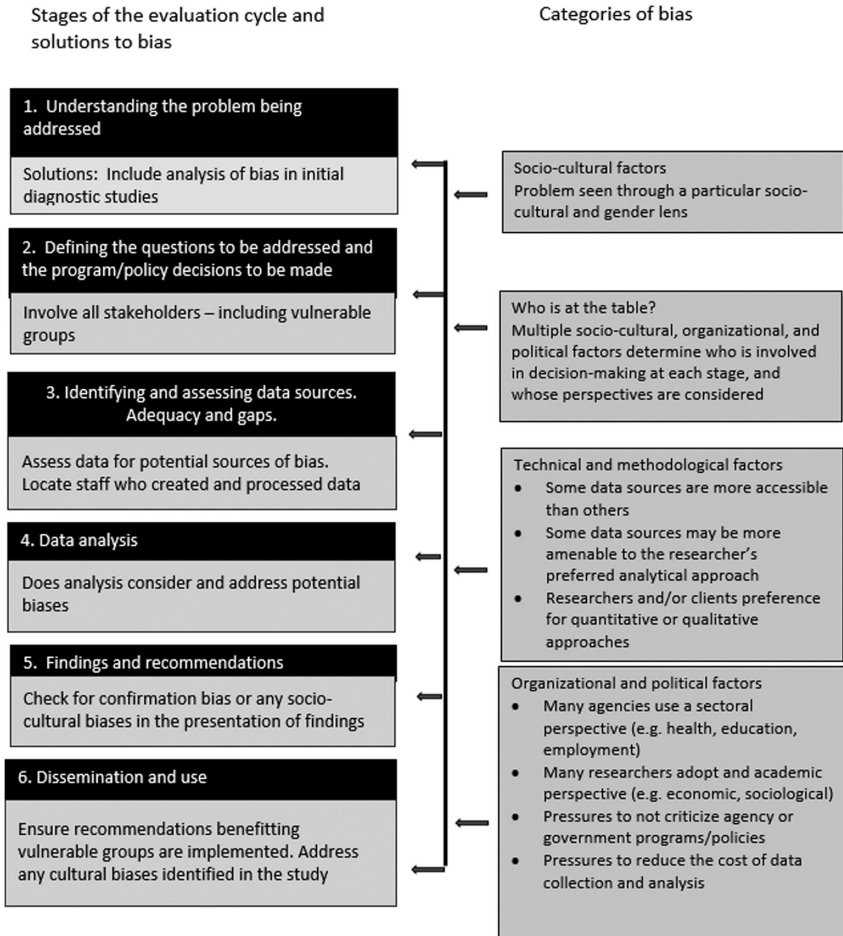 Stages of the evaluation cycle and
solutions to bias
Categories of bias
1. Understanding the problem being
addressed
Solutions: Include analysis of bias in initial
diagnostic studies
2. Defining the questions to be addressed and
the program/policy decisions to be made
Involve all stakeholders – including vulnerable
groups
3. Identifying and assessing data sources.
Adequacy and gaps.
Assess data for potential sources of bias.
Locate staff who created and processed data
4. Data analysis
Does analysis consider and address potential
biases
5. Findings and recommendations
Check for confirmation bias or any socio-
cultural biases in the presentation of findings
6. Dissemination and use
Ensure recommendations benefitting
vulnerable groups are implemented. Address
any cultural biases identified in the study
Socio-cultural factors
Problem seen through a particular socio-
cultural and gender lens
Who is at the table?
Multiple socio-cultural, organizational, and
political factors determine who is involved
in decision-making at each stage, and
whose perspectives are considered
Technical and methodological factors
• Some data sources are more accessible
than others
• Some data sources may be more
amenable to the researcher's
preferred analytical approach
• Researchers and/or clients preference
for quantitative or qualitative
approaches
Organizational and political factors
• Many agencies use a sectoral
perspective (e.g. health, education,
employment)
• Many researchers adopt and academic
perspective (e.g. economic, sociological)
• Pressures to not criticize agency or
government programs/policies
• Pressures to reduce the cost of data
collection and analysis